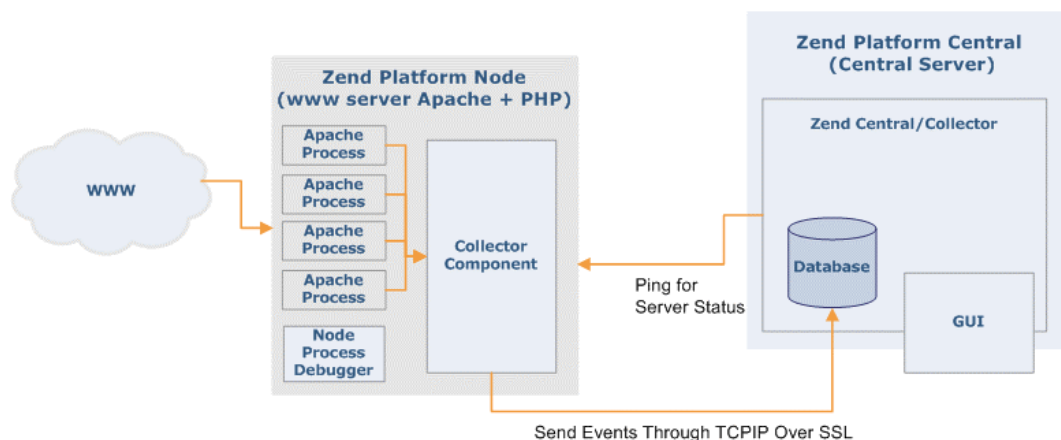 Zend Platform Central
(Central Server)
Zend Platform Node
(www server Apache + PHP)
Zend Central/Collector
Apache
Process
WWW
Apache
Process
Apache
Process
Apache
Process
Collector
Component
Database
Ping for
Server Status
GUI
Node
Process
Debugger
Send Events Through TCPIP Over SSL